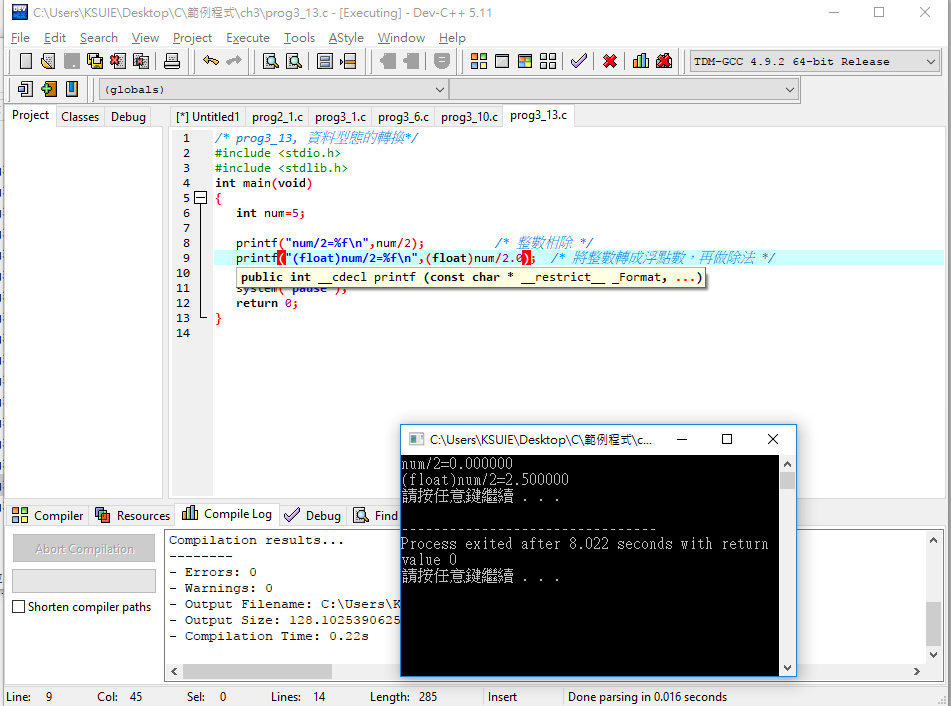 C:\Users\KSUIE\Desktop\C\範例程式\ch3\prog3_13.c - [Executing] - Dev-C++ 5.11
File Edit Search View Project Execute Tools AStyle Window Help
TDM-GCC 4.9.2 64-bit Release
(globals)
Project Classes Debug
[*] Untitled1 prog2_1.c prog3_1.c prog3_6.c prog3_10.c prog3_13.c
1 /* prog3_13, 資料型態的轉換*/
2 #include <stdio.h>
3 #include <stdlib.h>
4 int main(void)
5 {
6 int num=5;
7
8 printf("num/2=%f\n",num/2); /* 整數相除 */
9 printf("(float)num/2=%f\n",(float)num/2.0); /* 將整數轉成浮點數，再做除法 */
10 public int __cdecl printf (const char * __restrict__ _Format, ...)
11 system("pause");
12 return 0;
13 }
14
C:\Users\KSUIE\Desktop\C\範例程式\c...
num/2=0.000000
(float)num/2=2.500000
請按任意鍵繼續 . . .
--------------------------------
Process exited after 8.022 seconds with return
value 0
請按任意鍵繼續 . . .
Compiler Resources Compile Log Debug Find
Abort Compilation
Shorten compiler paths
Compilation results...
--------
- Errors: 0
- Warnings: 0
- Output Filename: C:\Users\K
- Output Size: 128.1025390625
- Compilation Time: 0.22s
Line: 9 Col: 45 Sel: 0 Lines: 14 Length: 285 Insert Done parsing in 0.016 seconds